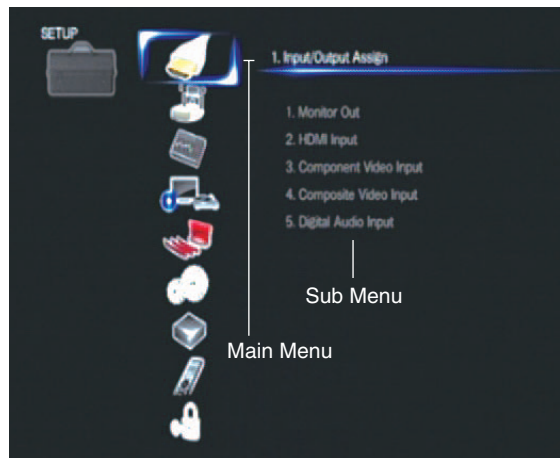 SETUP
1. Input/Output Assign
1. Monitor Out
2. HDMI Input
3. Component Video Input
4. Composite Video Input
5. Digital Audio Input
Sub Menu
Main Menu